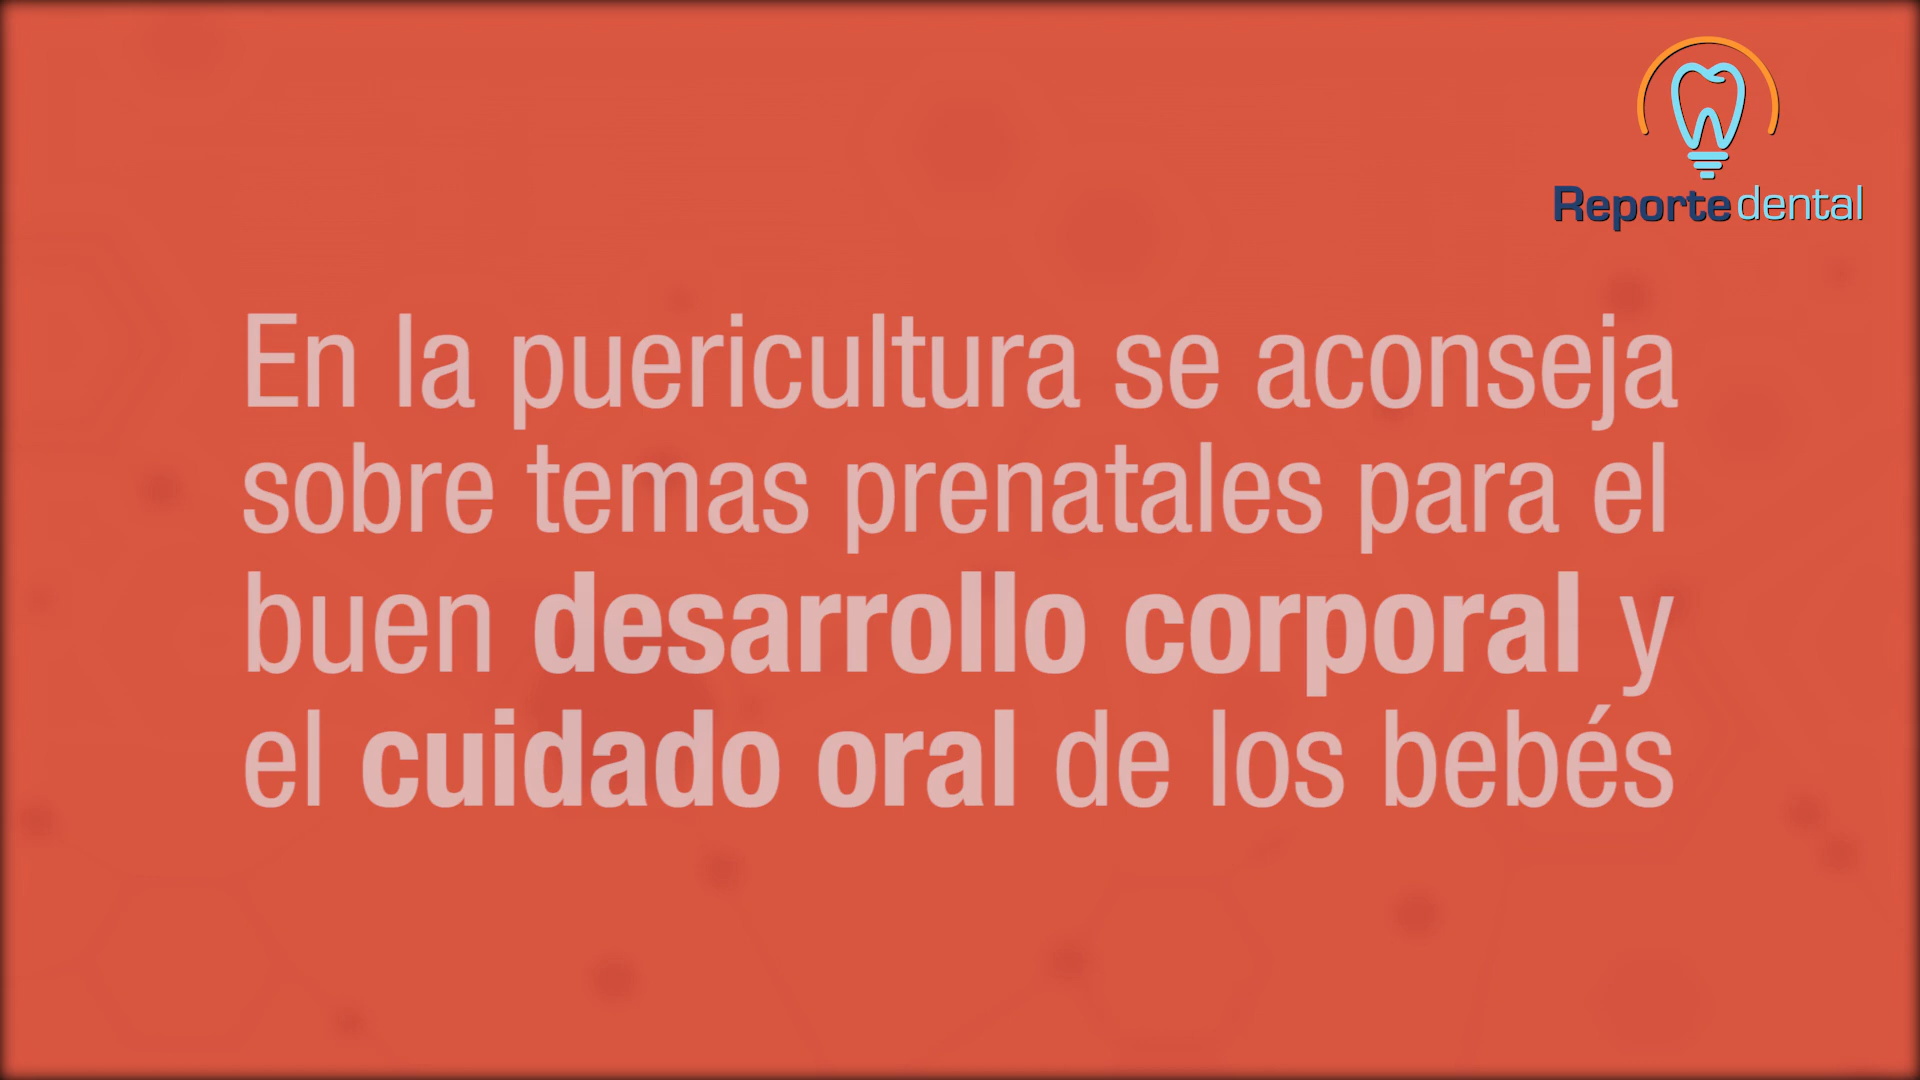 Reporte dental
En la puericultura se aconseja
sobre temas prenatales para el
buen desarrollo corporal y
el cuidado oral de los bebés